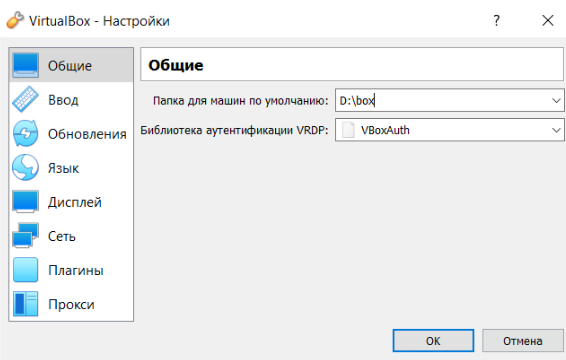 VirtualBox - Настройки
?
Общие
Ввод
Обновления
Язык
Дисплей
Сеть
Плагины
Прокси
Общие
Папка для машин по умолчанию: D:\box
Библиотека аутентификации VRDP: VBoxAuth
ОК Отмена